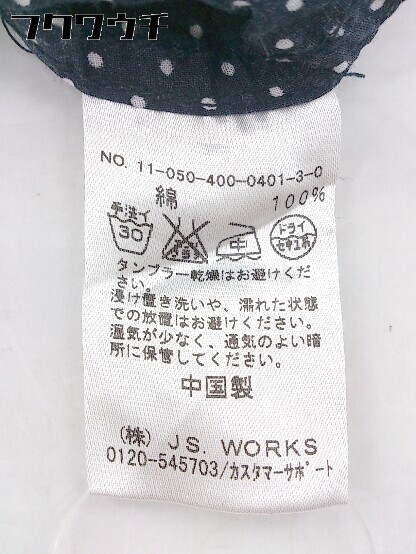 フクワウチ
NO. 11-050-400-0401-3-0
綿 100%
手洗イ
30
中
ドライ
セキユ系
タンブラー乾燥はお避けくだ
さい。
浸け置き洗いや、濡れた状態
での放置はお避けください。
湿気が少なく、通気のよい暗
所に保管してください。
中国製
(株) JS. WORKS
0120-545703/カスタマーサポート